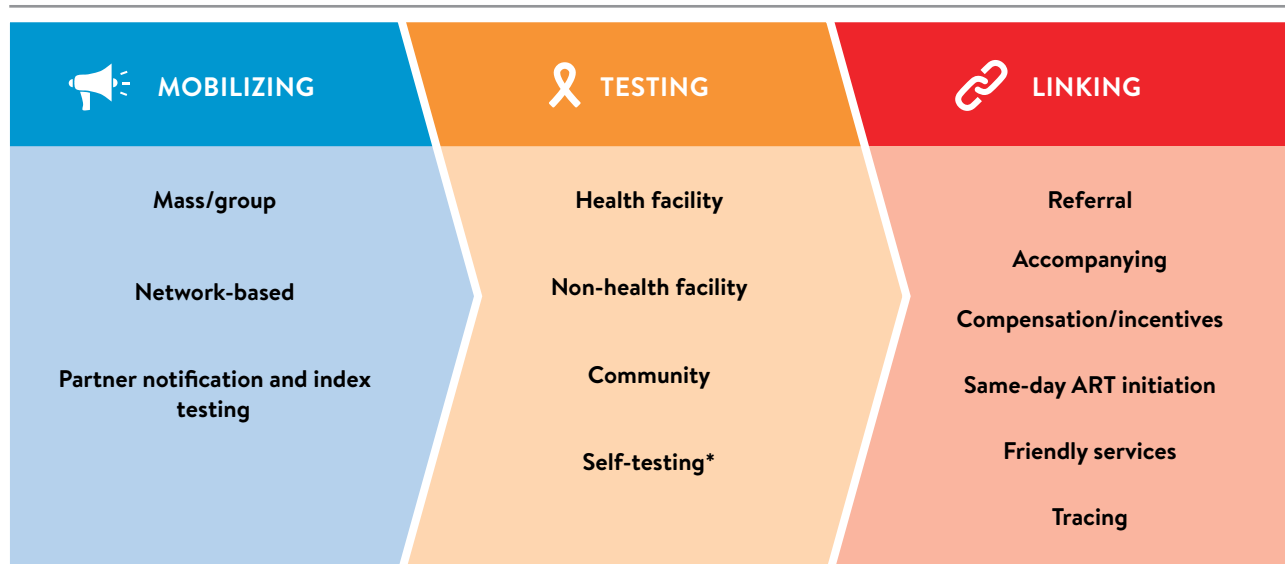 MOBILIZING
Mass/group
Network-based
Partner notification and index
testing
TESTING
Health facility
Non-health facility
Community
Self-testing*
LINKING
Referral
Accompanying
Compensation/incentives
Same-day ART initiation
Friendly services
Tracing